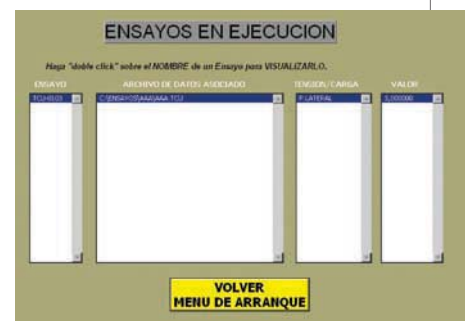 ENSAYOS EN EJECUCION
Haga "doble click" sobre el NOMBRE de un Ensayo para VISUALIZARLO.
ENSAYO ARCHIVO DE DATOS ASOCIADO TENSION/CARGA VALOR
P LATERAL
VOLVER
MENU DE ARRANQUE